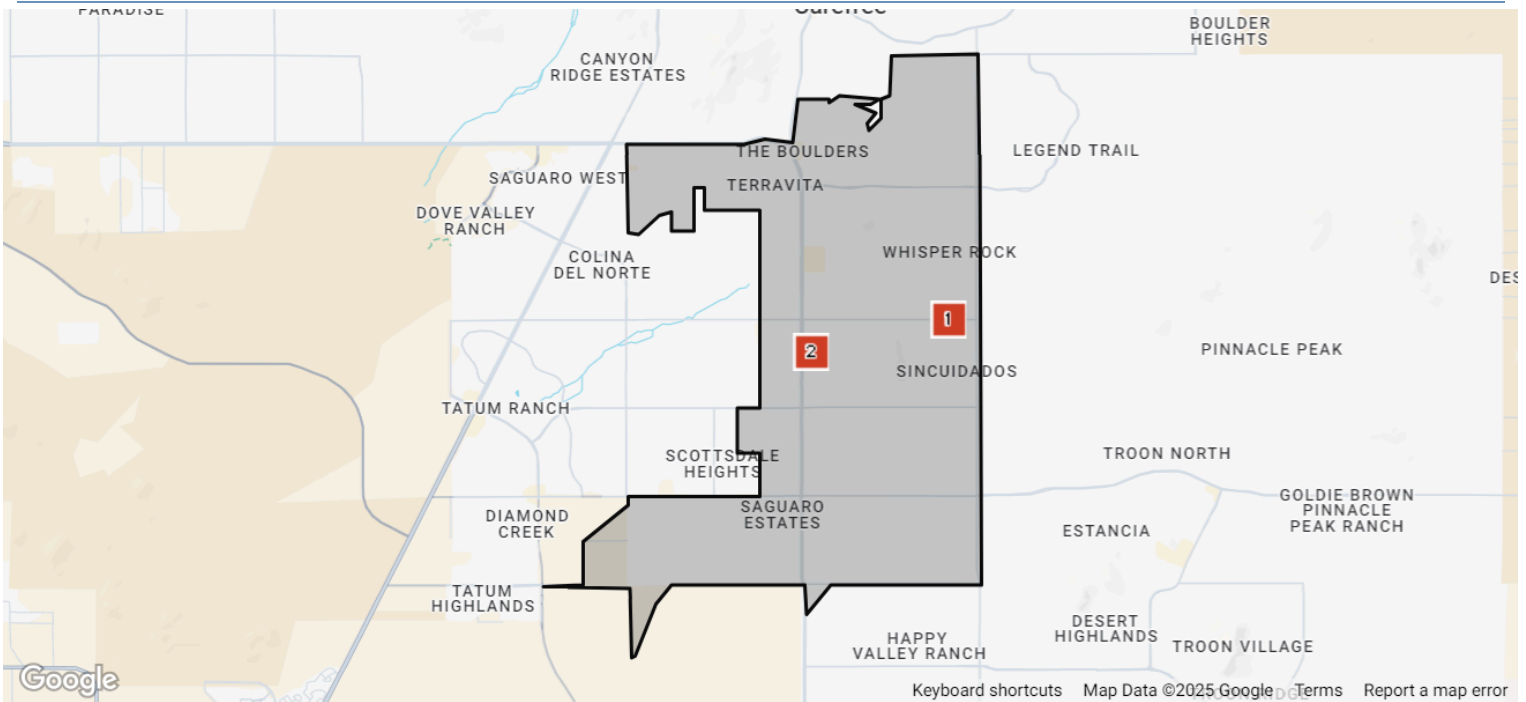 PARADISE
Carefree
BOULDER
HEIGHTS
CANYON
RIDGE ESTATES
THE BOULDERS
LEGEND TRAIL
SAGUARO WEST
TERRAVITA
DOVE VALLEY
RANCH
WHISPER ROCK
COLINA
DEL NORTE
DES
1
2
PINNACLE PEAK
SINCUIDADOS
TATUM RANCH
SCOTTSDALE
HEIGHTS
TROON NORTH
GOLDIE BROWN
PINNACLE
PEAK RANCH
SAGUARO
ESTATES
DIAMOND
CREEK
ESTANCIA
TATUM
HIGHLANDS
DESERT
HIGHLANDS
HAPPY
VALLEY RANCH
TROON VILLAGE
Google
Keyboard shortcuts Map Data ©2025 Google Terms Report a map error